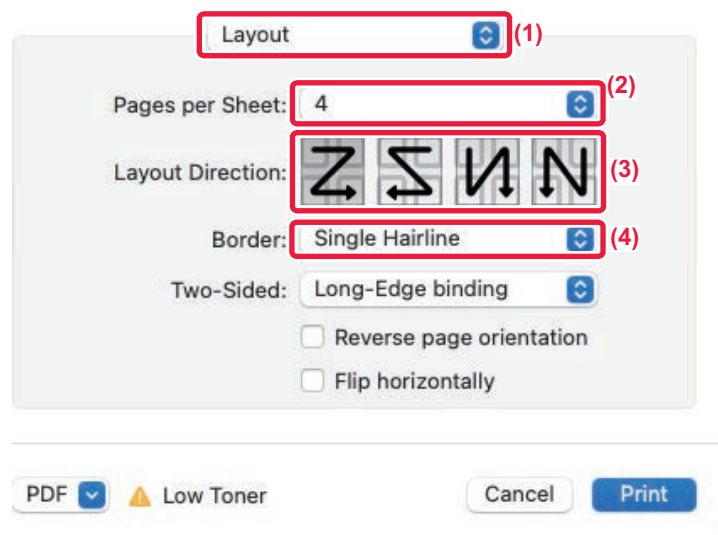 Layout (1)
(2)
Pages per Sheet: 4
Layout Direction: (3)
Border: Single Hairline (4)
Two-Sided: Long-Edge binding
Reverse page orientation
Flip horizontally
PDF Low Toner Cancel Print